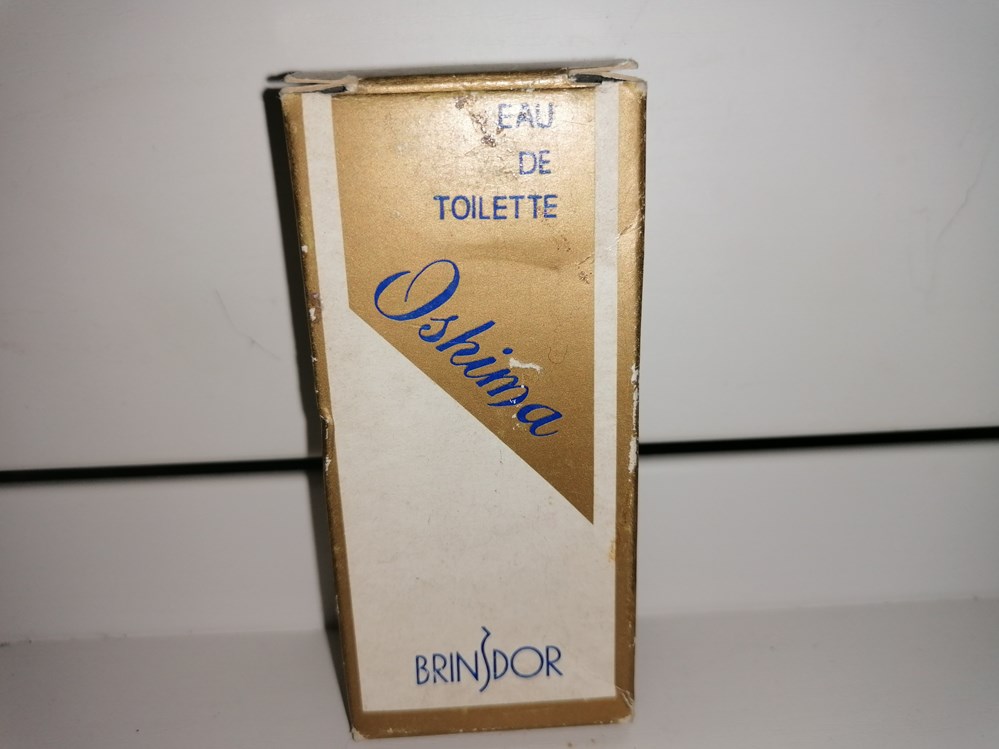 EAU
DE
TOILETTE
Oshima
BRINSDOR